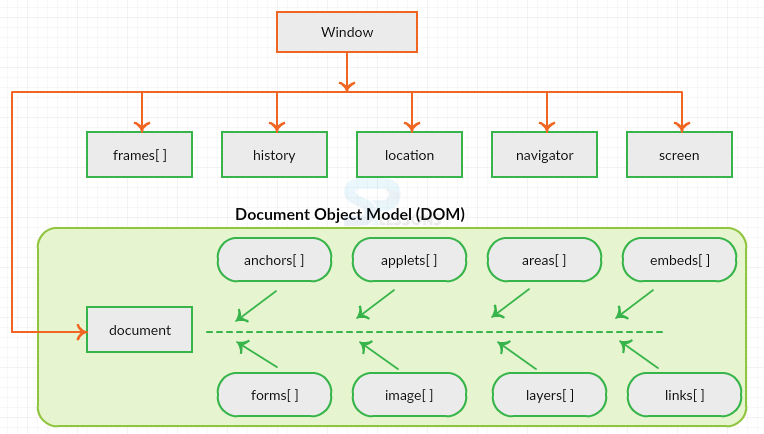 Window
frames[ ]
history
location
navigator
screen
Document Object Model (DOM)
anchors[ ]
applets[ ]
areas[ ]
embeds[ ]
document
forms[ ]
image[ ]
layers[ ]
links[ ]